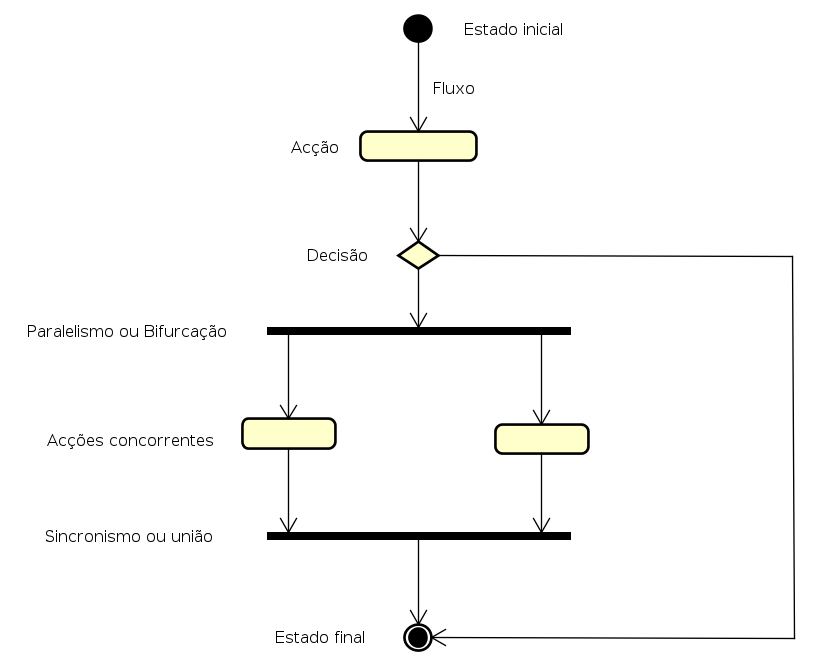 Estado inicial
Fluxo
Acção
Decisão
Paralelismo ou Bifurcação
Acções concorrentes
Sincronismo ou união
Estado final